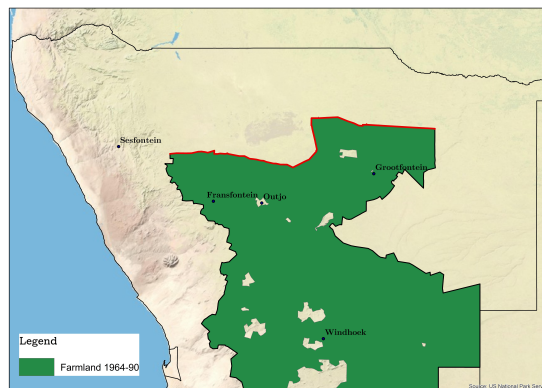 Sesfontein
Grootfontein
Fransfontein
Outjo
Windhoek
Legend
Farmland 1964-90
Source: US National Park Serv